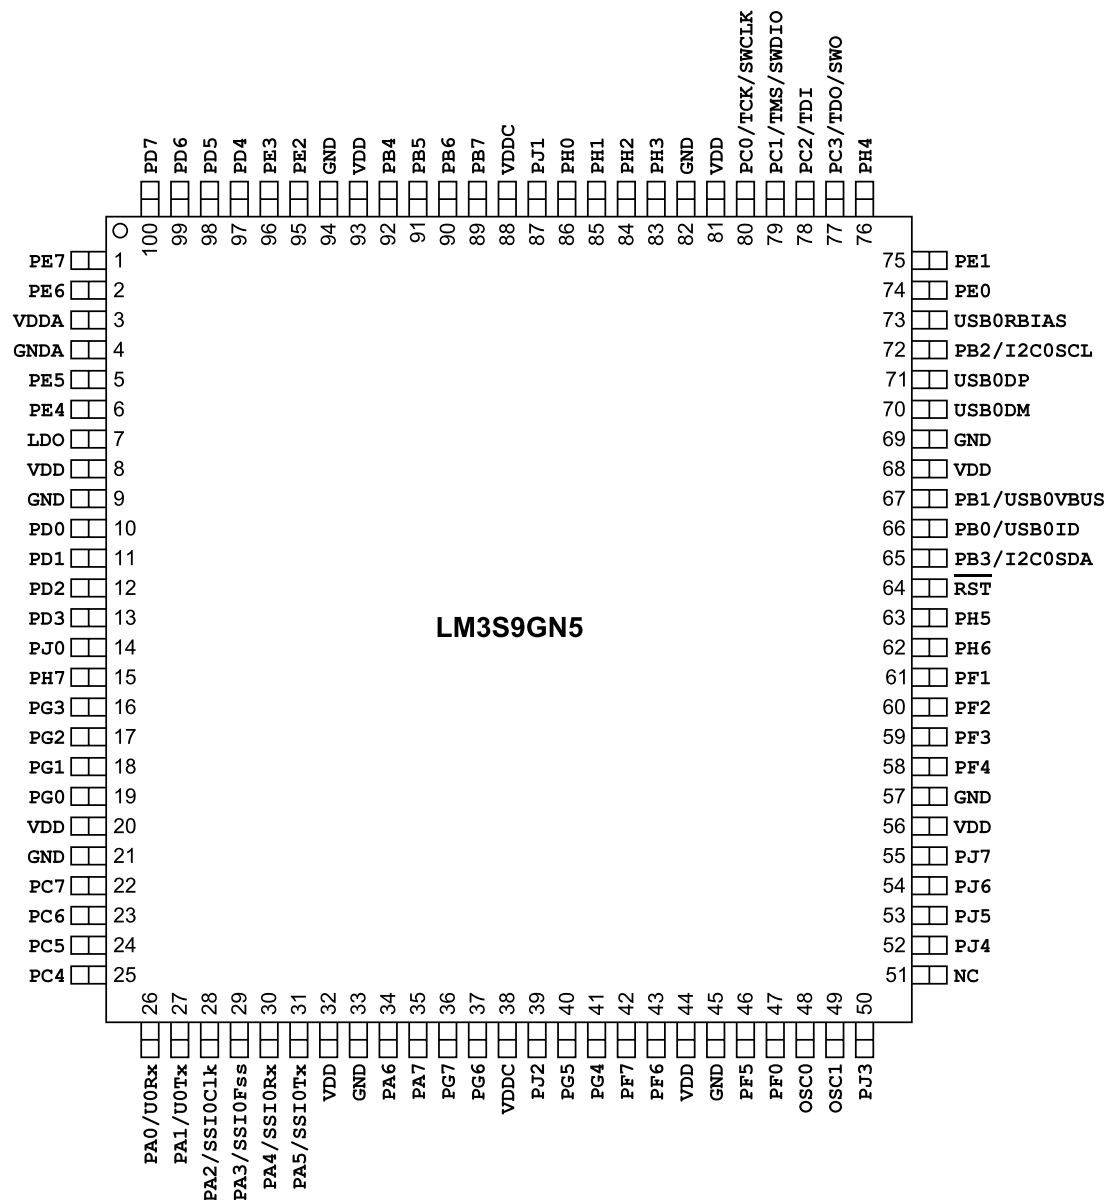 PD7
PD6
PD5
PD4
PE3
PE2
GND
VDD
PB4
PB5
PB6
PB7
VDDC
PJ1
PH0
PH1
PH2
PH3
GND
VDD
PC0/TCK/SWCLK
PC1/TMS/SWDIO
PC2/TDI
PC3/TDO/SWO
PH4
100
99
98
97
96
95
94
93
92
91
90
89
88
87
86
85
84
83
82
81
80
79
78
77
76
PE7 1
PE6 2
VDDA 3
GNDA 4
PE5 5
PE4 6
LDO 7
VDD 8
GND 9
PD0 10
PD1 11
PD2 12
PD3 13
PJ0 14
PH7 15
PG3 16
PG2 17
PG1 18
PG0 19
VDD 20
GND 21
PC7 22
PC6 23
PC5 24
PC4 25
LM3S9GN5
75 PE1
74 PE0
73 USB0RBIAS
72 PB2/I2C0SCL
71 USB0DP
70 USB0DM
69 GND
68 VDD
67 PB1/USB0VBUS
66 PB0/USB0ID
65 PB3/I2C0SDA
64 RST
63 PH5
62 PH6
61 PF1
60 PF2
59 PF3
58 PF4
57 GND
56 VDD
55 PJ7
54 PJ6
53 PJ5
52 PJ4
51 NC
26
27
28
29
30
31
32
33
34
35
36
37
38
39
40
41
42
43
44
45
46
47
48
49
50
PA0/U0Rx
PA1/U0Tx
PA2/SSI0Clk
PA3/SSI0Fss
PA4/SSI0Rx
PA5/SSI0Tx
VDD
GND
PA6
PA7
PG7
PG6
VDDC
PJ2
PG5
PG4
PF7
PF6
VDD
GND
PF5
PF0
OSC0
OSC1
PJ3